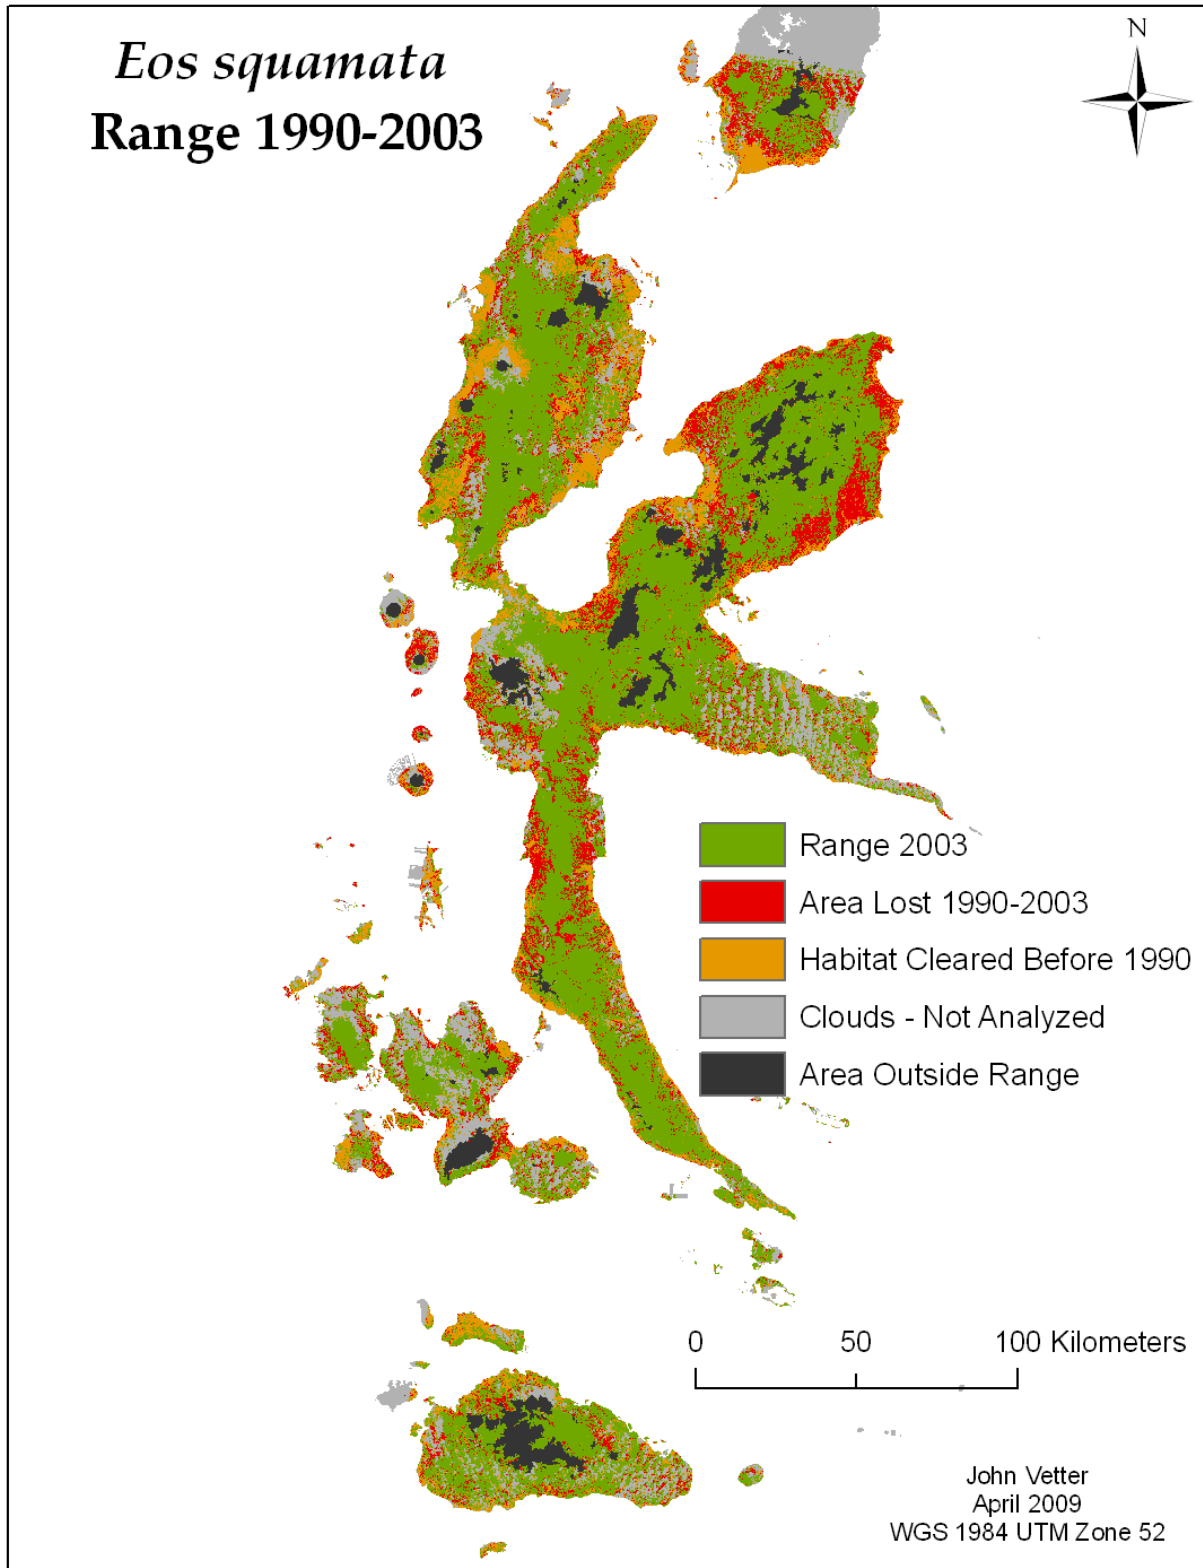 Eos squamata
Range 1990-2003
N
Range 2003
Area Lost 1990-2003
Habitat Cleared Before 1990
Clouds - Not Analyzed
Area Outside Range
0 50 100 Kilometers
John Vetter
April 2009
WGS 1984 UTM Zone 52